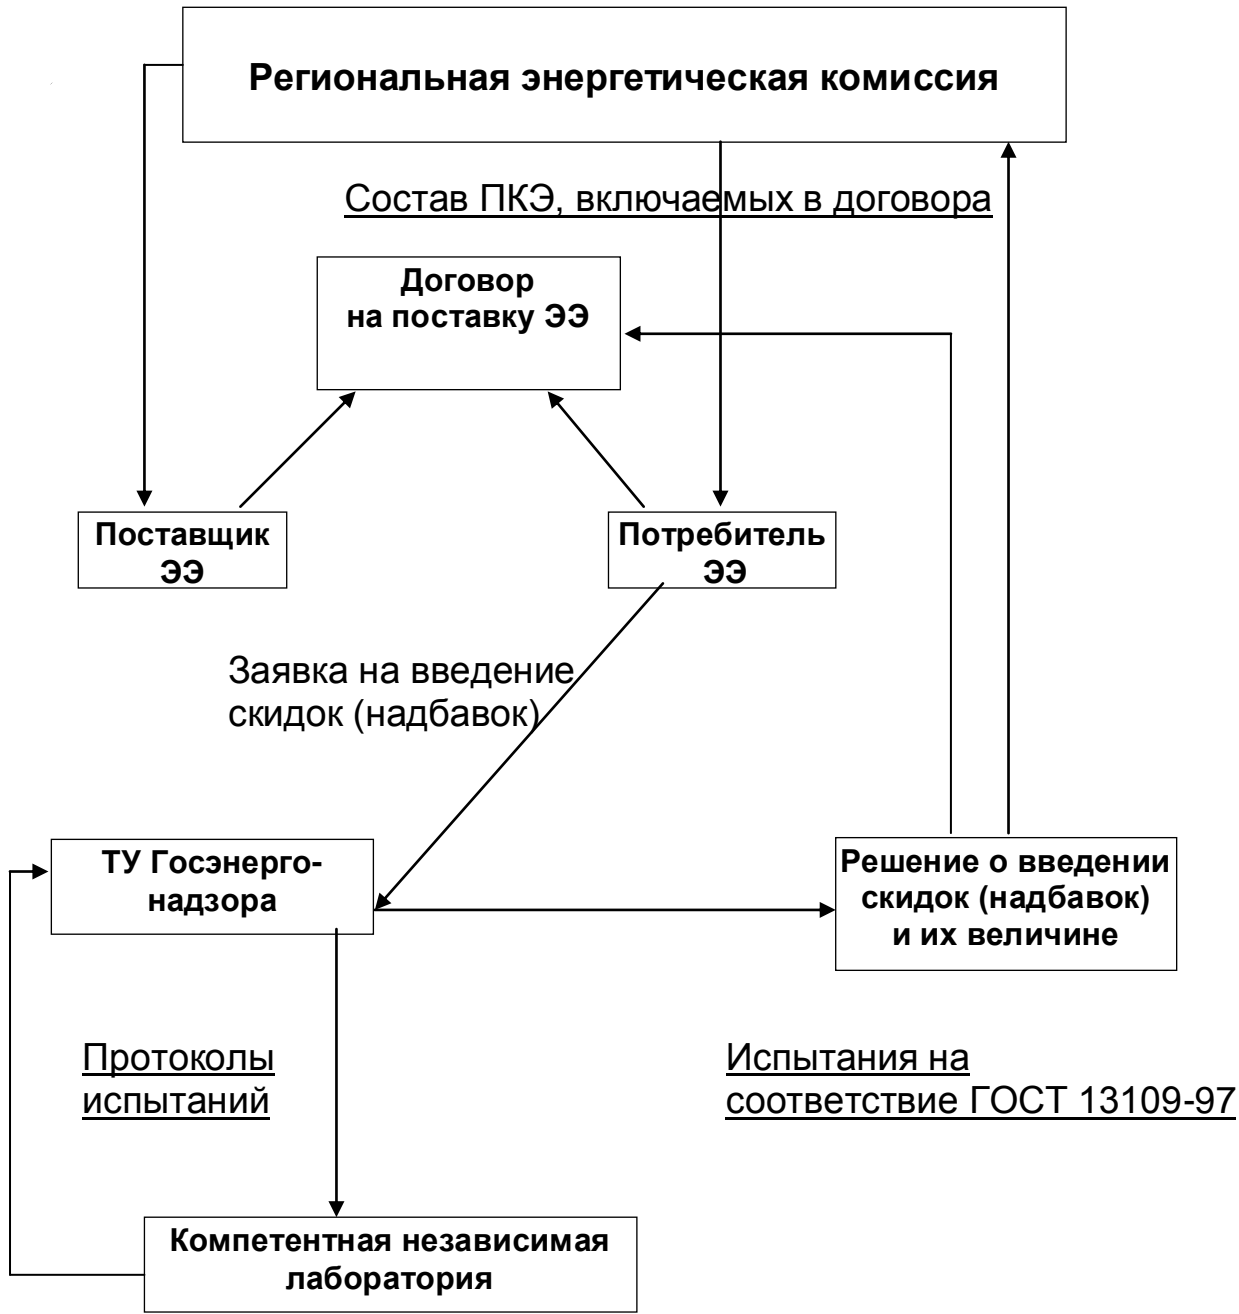 Региональная энергетическая комиссия
Состав ПКЭ, включаемых в договора
Договор
на поставку ЭЭ
Поставщик
ЭЭ
Потребитель
ЭЭ
Заявка на введение
скидок (надбавок)
ТУ Госэнерго-
надзора
Решение о введении
скидок (надбавок)
и их величине
Протоколы
испытаний
Испытания на
соответствие ГОСТ 13109-97
Компетентная независимая
лаборатория